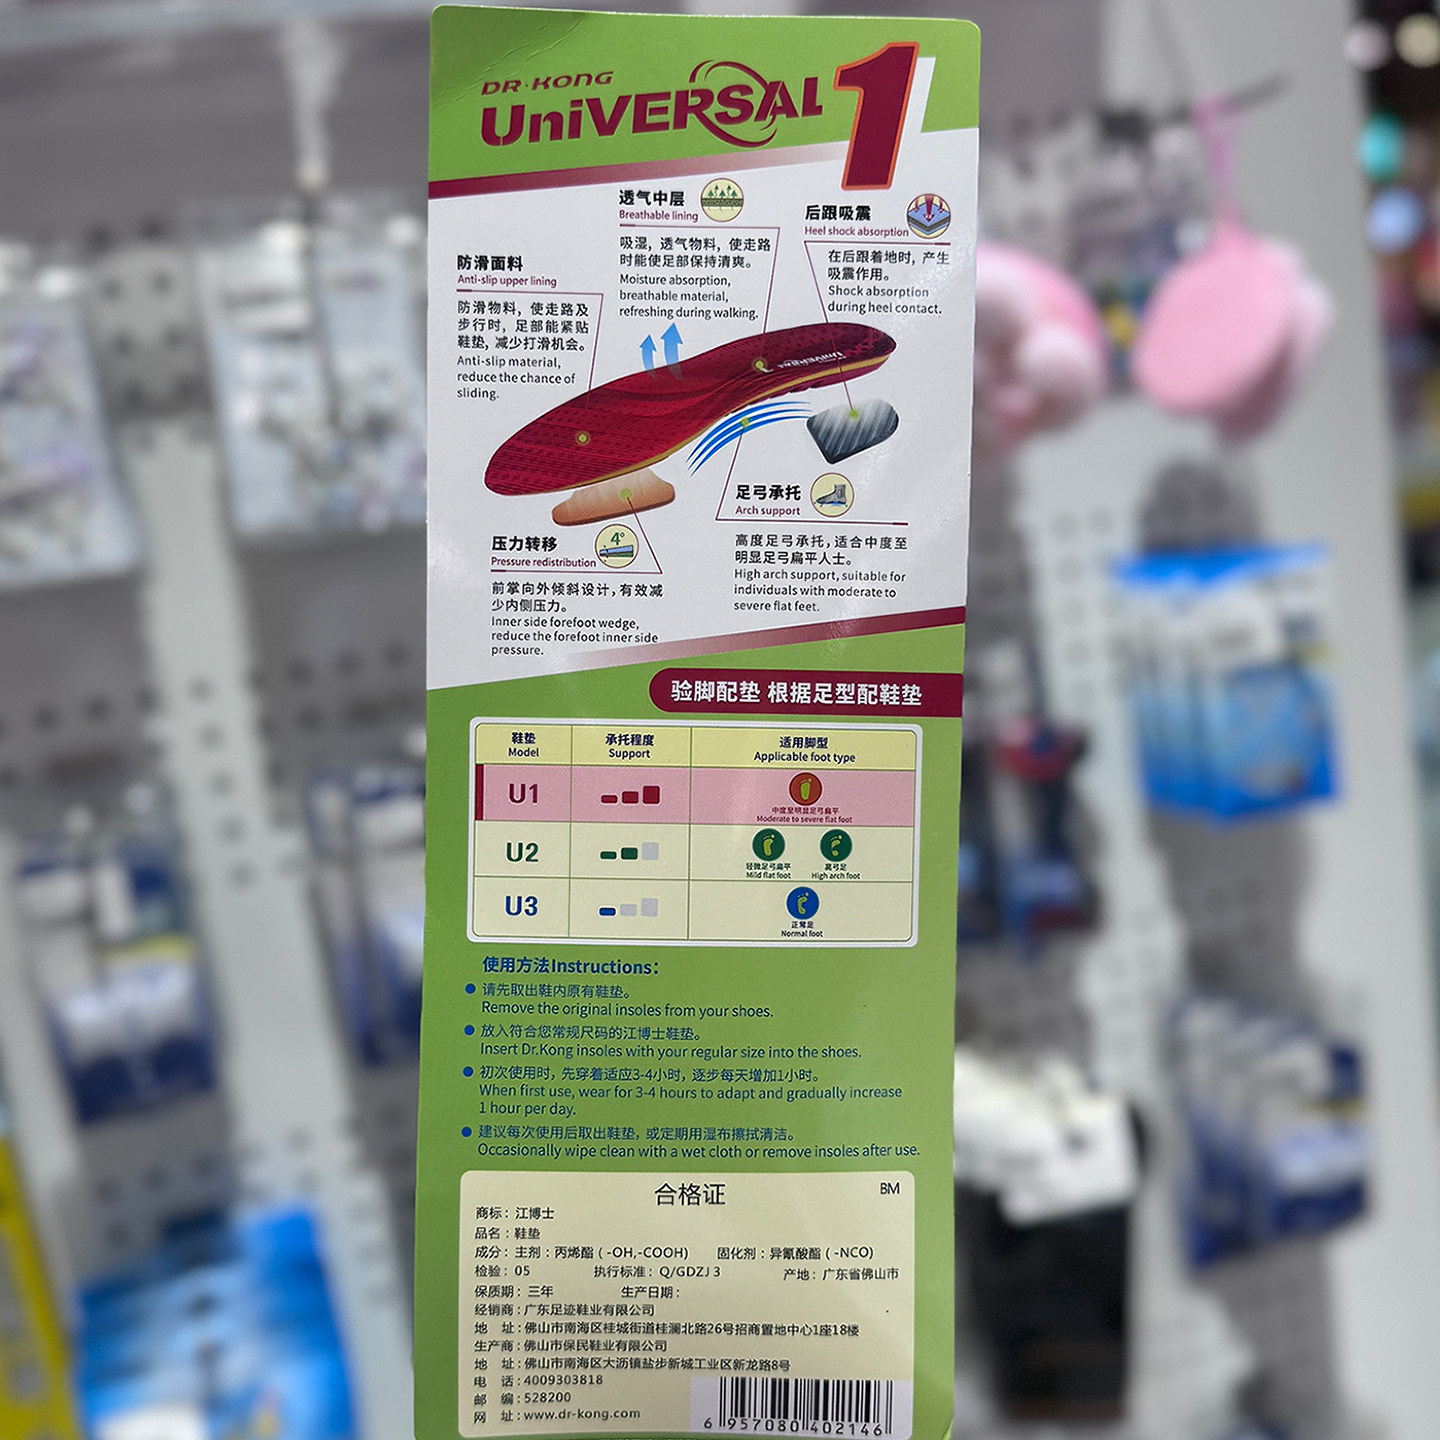 DR·KONG
UNIVERSAL 1
透气中层
Breathable lining
吸湿，透气物料，使走路
时能使足部保持清爽。
Moisture absorption,
breathable material,
refreshing during walking.
后跟吸震
Heel shock absorption
在后跟着地时，产生
吸震作用。
Shock absorption
during heel contact.
防滑面料
Anti-slip upper lining
防滑物料，使走路及
步行时，足部能紧贴
鞋垫，减少打滑机会。
Anti-slip material,
reduce the chance of
sliding.
UNIVERSAL
足弓承托
Arch support
高度足弓承托，适合中度至
明显足弓扁平人士。
High arch support, suitable for
individuals with moderate to
severe flat feet.
压力转移
4°
Pressure redistribution
前掌向外倾斜设计，有效减
少内侧压力。
Inner side forefoot wedge,
reduce the forefoot inner side
pressure.
验脚配垫 根据足型配鞋垫
鞋垫 承托程度 适用脚型
Model Support Applicable foot type
U1
中度至明显足弓扁平
Moderate to severe flat foot
U2
轻微足弓扁平 高弓足
Mild flat foot High arch foot
U3
正常足
Normal foot
使用方法Instructions：
● 请先取出鞋内原有鞋垫。
Remove the original insoles from your shoes.
● 放入符合您常规尺码的江博士鞋垫。
Insert Dr.Kong insoles with your regular size into the shoes.
● 初次使用时，先穿着适应3-4小时，逐步每天增加1小时。
When first use, wear for 3-4 hours to adapt and gradually increase
1 hour per day.
● 建议每次使用后取出鞋垫，或定期用湿布擦拭清洁。
Occasionally wipe clean with a wet cloth or remove insoles after use.
合格证 BM
商标：江博士
品名：鞋垫
成分：主剂：丙烯酯（-OH,-COOH) 固化剂：异氰酸酯（-NCO)
检验：05 执行标准：Q/GDZJ 3 产地：广东省佛山市
保质期：三年 生产日期：
经销商：广东足迹鞋业有限公司
地 址：佛山市南海区桂城街道桂澜北路26号招商置地中心1座18楼
生产商：佛山市保民鞋业有限公司
地 址：佛山市南海区大沥镇盐步新城工业区新龙路8号
电 话：4009303818
邮 编：528200
网 址：www.dr-kong.com
6 957080 402146